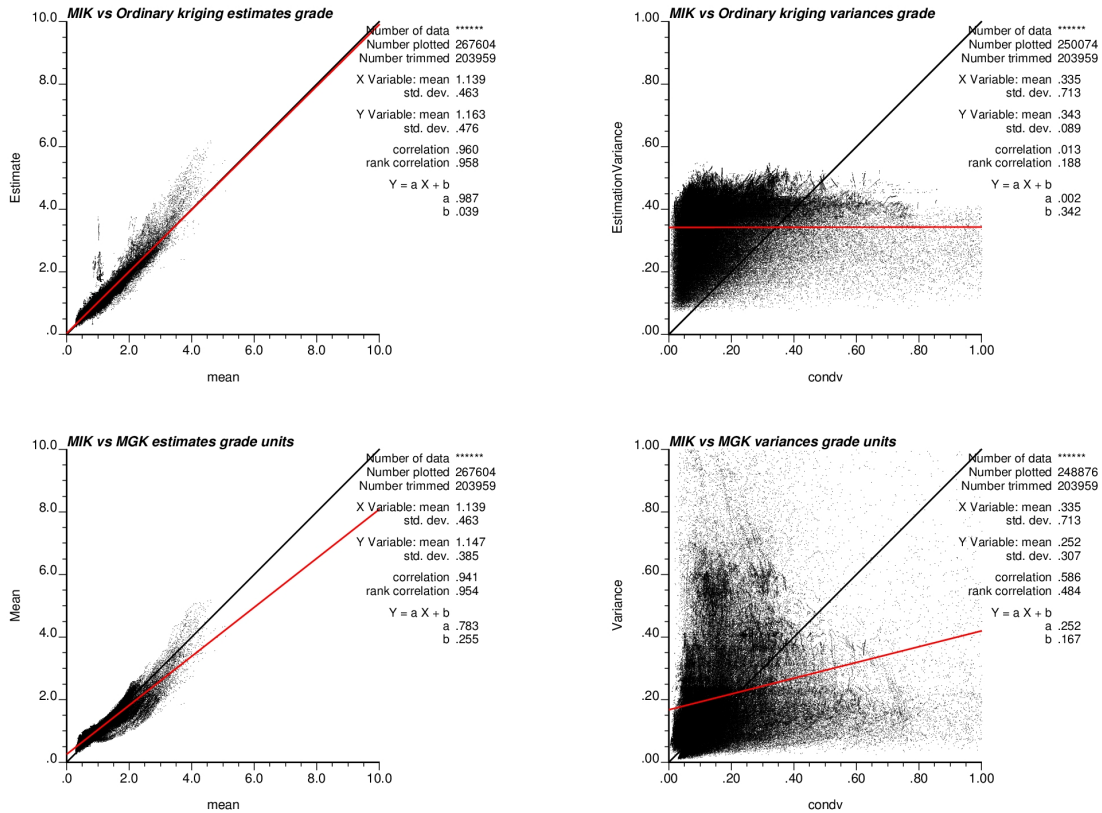 MIK vs Ordinary kriging estimates grade
10.0
8.0
6.0
4.0
2.0
.0
Estimate
.0 2.0 4.0 6.0 8.0 10.0
mean
Number of data ******
Number plotted 267604
Number trimmed 203959
X Variable: mean 1.139
std. dev. .463
Y Variable: mean 1.163
std. dev. .476
correlation .960
rank correlation .958
Y = a X + b
a .987
b .039
MIK vs Ordinary kriging variances grade
1.00
.80
.60
.40
.20
.00
EstimationVariance
.00 .20 .40 .60 .80 1.00
condv
Number of data ******
Number plotted 250074
Number trimmed 203959
X Variable: mean .335
std. dev. .713
Y Variable: mean .343
std. dev. .089
correlation .013
rank correlation .188
Y = a X + b
a .002
b .342
MIK vs MGK estimates grade units
10.0
8.0
6.0
4.0
2.0
.0
Mean
.0 2.0 4.0 6.0 8.0 10.0
mean
Number of data ******
Number plotted 267604
Number trimmed 203959
X Variable: mean 1.139
std. dev. .463
Y Variable: mean 1.147
std. dev. .385
correlation .941
rank correlation .954
Y = a X + b
a .783
b .255
MIK vs MGK variances grade units
1.00
.80
.60
.40
.20
.00
Variance
.00 .20 .40 .60 .80 1.00
condv
Number of data ******
Number plotted 248876
Number trimmed 203959
X Variable: mean .335
std. dev. .713
Y Variable: mean .252
std. dev. .307
correlation .586
rank correlation .484
Y = a X + b
a .252
b .167